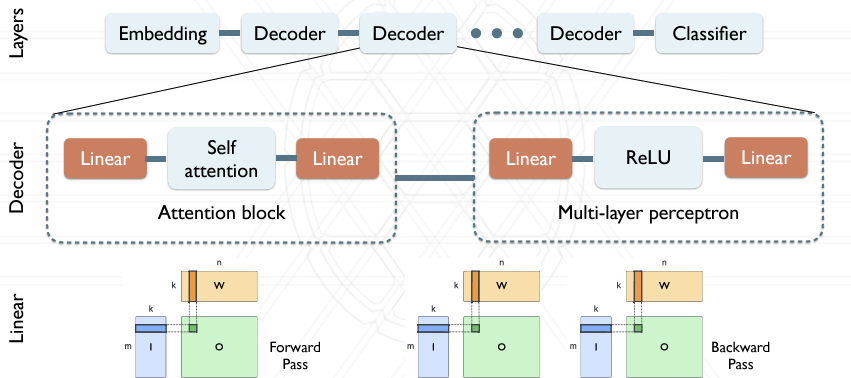 Layers
Embedding
Decoder
Decoder
Decoder
Classifier
Decoder
Linear
Self
attention
Linear
Attention block
Linear
ReLU
Linear
Multi-layer perceptron
Linear
n
k
W
k
m
I
O
Forward
Pass
n
k
W
k
m
I
O
n
k
W
k
m
I
O
Backward
Pass